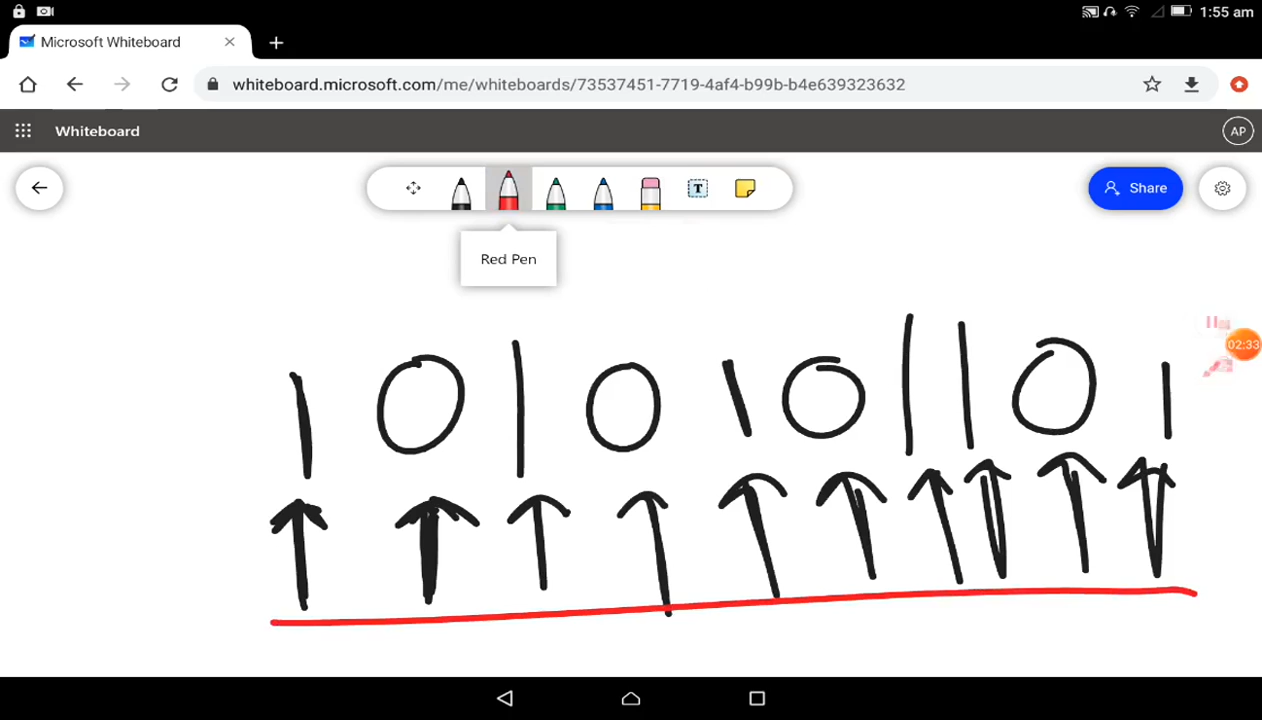 1:55 am
Microsoft Whiteboard
whiteboard.microsoft.com/me/whiteboards/73537451-7719-4af4-b99b-b4e639323632
Whiteboard
AP
T
Share
Red Pen
1 0 1 0 1 0 1 1 0 1
02:33